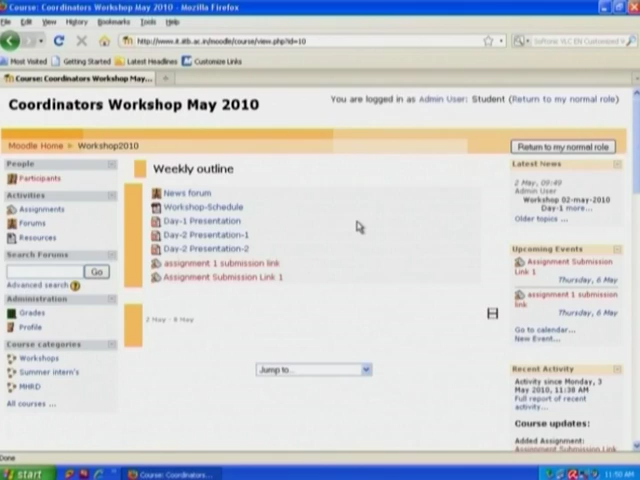 Course: Coordinators Workshop May 2010 - Mozilla Firefox
File Edit View History Bookmarks Tools Help
http://www.it.iitb.ac.in/moodle/course/view.php?id=10
Most Visited Getting Started Latest Headlines Customize Links
Course: Coordinators Workshop May...
Coordinators Workshop May 2010
You are logged in as Admin User: Student (Return to my normal role)
Moodle Home ► Workshop2010
Return to my normal role
People
Participants
Activities
Assignments
Forums
Resources
Search Forums
Go
Advanced search
Administration
Grades
Profile
Course categories
Workshops
Summer intern's
MHRD
All courses ...
Weekly outline
News forum
Workshop-Schedule
Day-1 Presentation
Day-2 Presentation-1
Day-2 Presentation-2
assignment 1 submission link
Assignment Submission Link 1
2 May - 8 May
Jump to...
Latest News
2 May, 09:49
Admin User
Workshop 02-may-2010
Day-1 more...
Older topics ...
Upcoming Events
Assignment Submission
Link 1
Thursday, 6 May
assignment 1 submission
link
Thursday, 6 May
Go to calendar...
New Event...
Recent Activity
Activity since Monday, 3
May 2010, 11:38 AM
Full report of recent
activity...
Course updates:
Added Assignment:
Assignment Submission Link
Done
start
Course: Coordinators...
11:50 AM